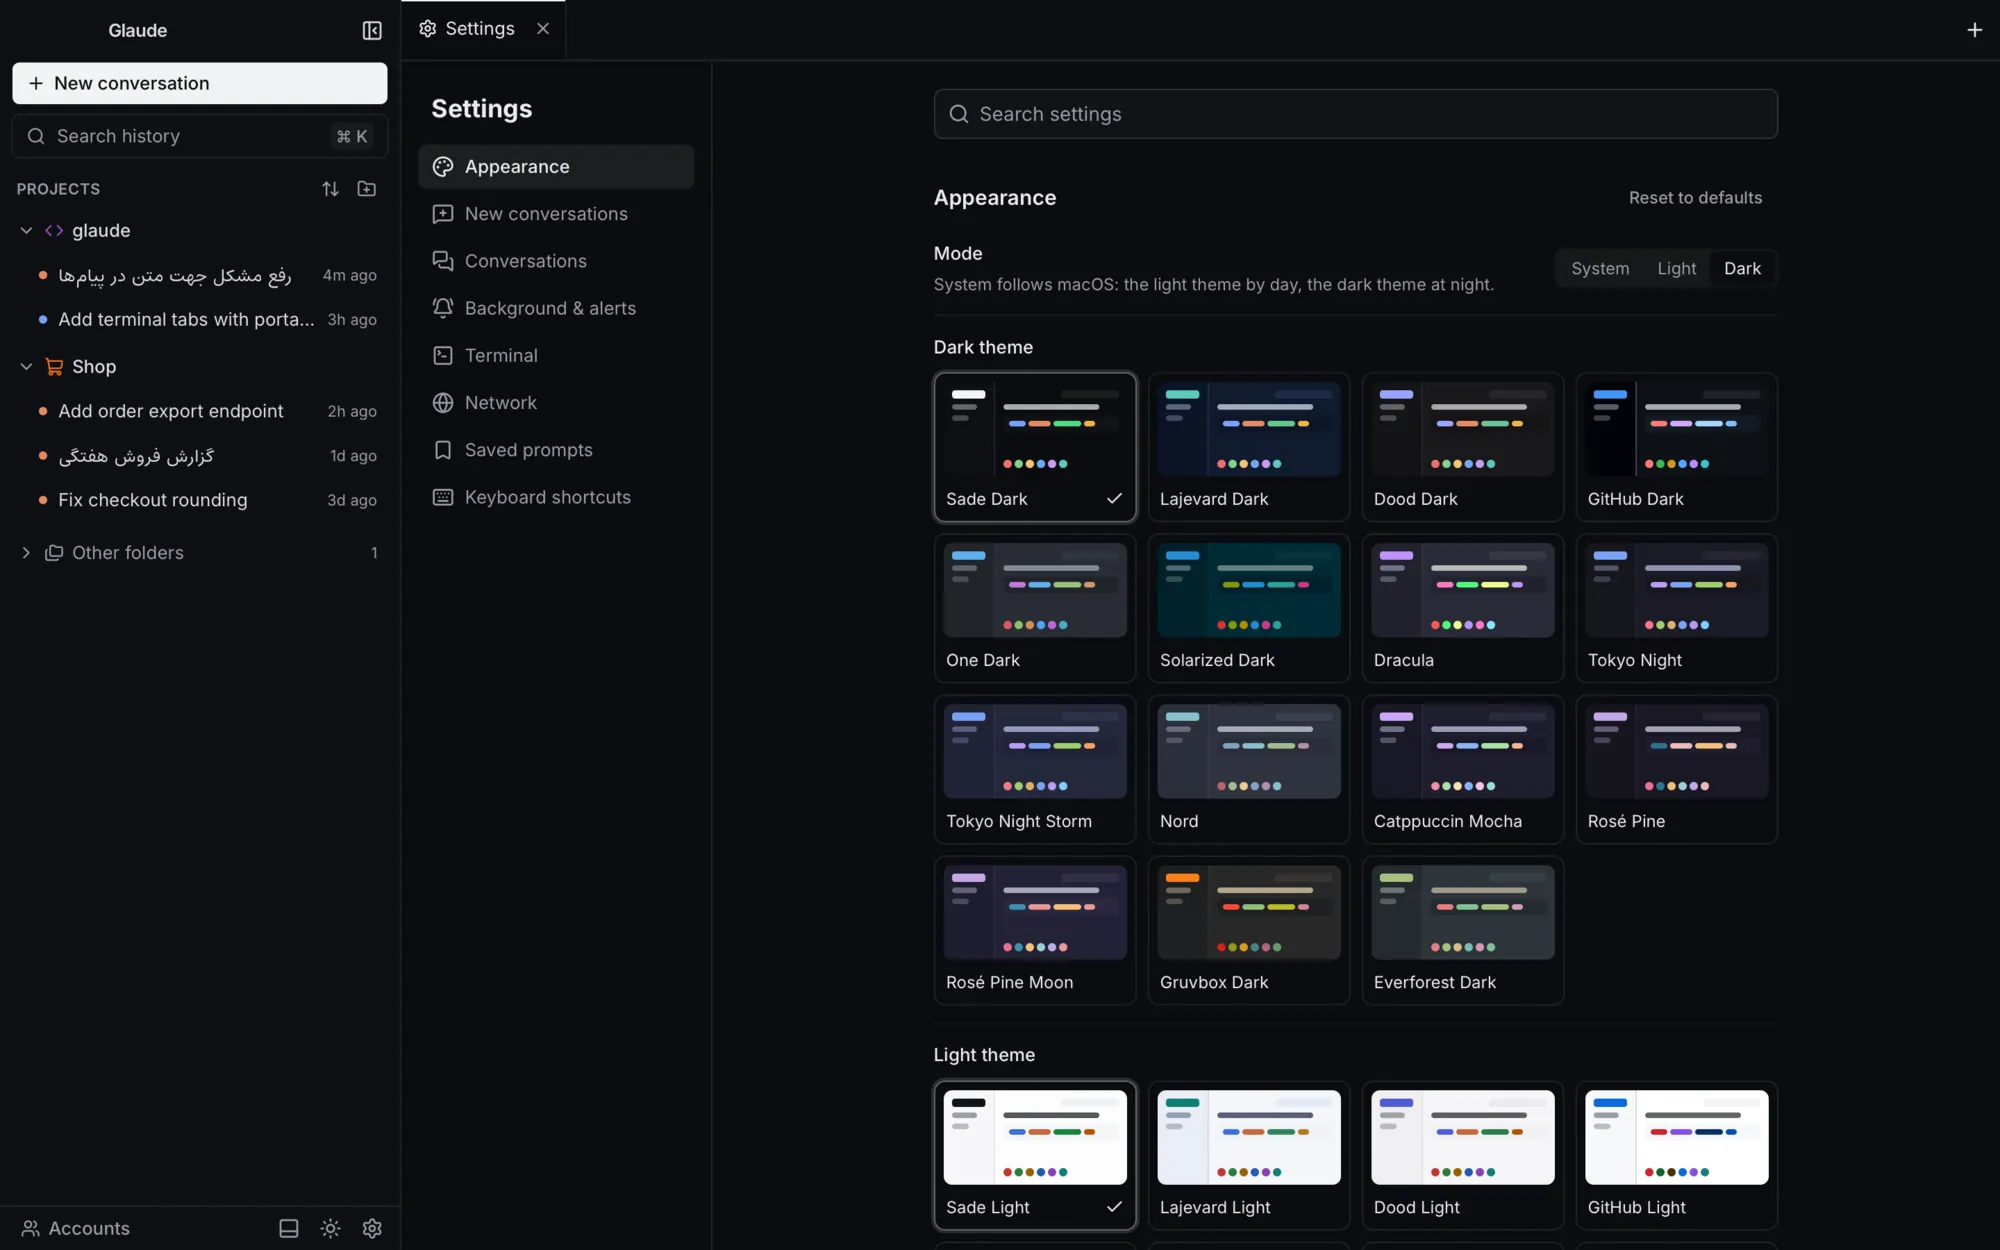 Glaude
New conversation
Search history
⌘ K
PROJECTS
glaude
رفع مشکل جهت متن در پیام‌ها
4m ago
Add terminal tabs with porta...
3h ago
Shop
Add order export endpoint
2h ago
گزارش فروش هفتگی
1d ago
Fix checkout rounding
3d ago
Other folders
1
Accounts
Settings
Settings
Appearance
New conversations
Conversations
Background & alerts
Terminal
Network
Saved prompts
Keyboard shortcuts
Search settings
Appearance
Reset to defaults
Mode
System follows macOS: the light theme by day, the dark theme at night.
System
Light
Dark
Dark theme
Sade Dark
Lajevard Dark
Dood Dark
GitHub Dark
One Dark
Solarized Dark
Dracula
Tokyo Night
Tokyo Night Storm
Nord
Catppuccin Mocha
Rosé Pine
Rosé Pine Moon
Gruvbox Dark
Everforest Dark
Light theme
Sade Light
Lajevard Light
Dood Light
GitHub Light